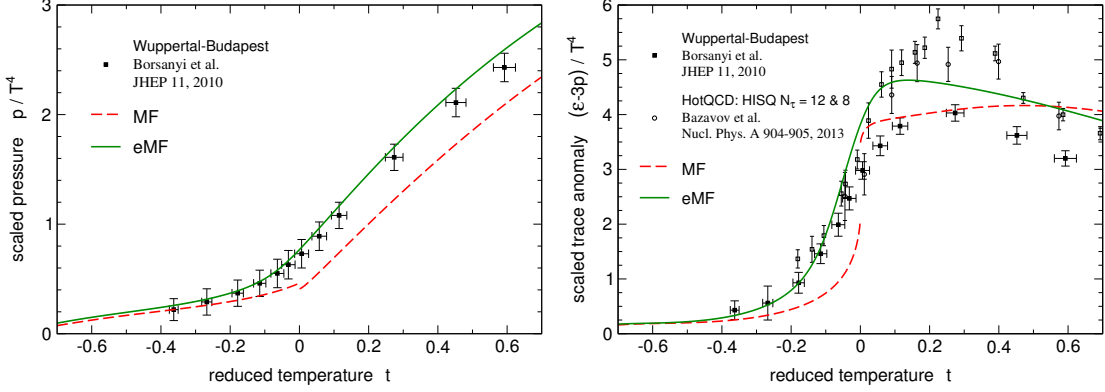 3
2
1
0
scaled pressure p / T⁴
Wuppertal-Budapest
Borsanyi et al.
JHEP 11, 2010
MF
eMF
-0.6 -0.4 -0.2 0 0.2 0.4 0.6
reduced temperature t
6
5
4
3
2
1
0
scaled trace anomaly (ε-3p) / T⁴
Wuppertal-Budapest
Borsanyi et al.
JHEP 11, 2010
HotQCD: HISQ Nτ = 12 & 8
Bazavov et al.
Nucl. Phys. A 904-905, 2013
MF
eMF
-0.6 -0.4 -0.2 0 0.2 0.4 0.6
reduced temperature t